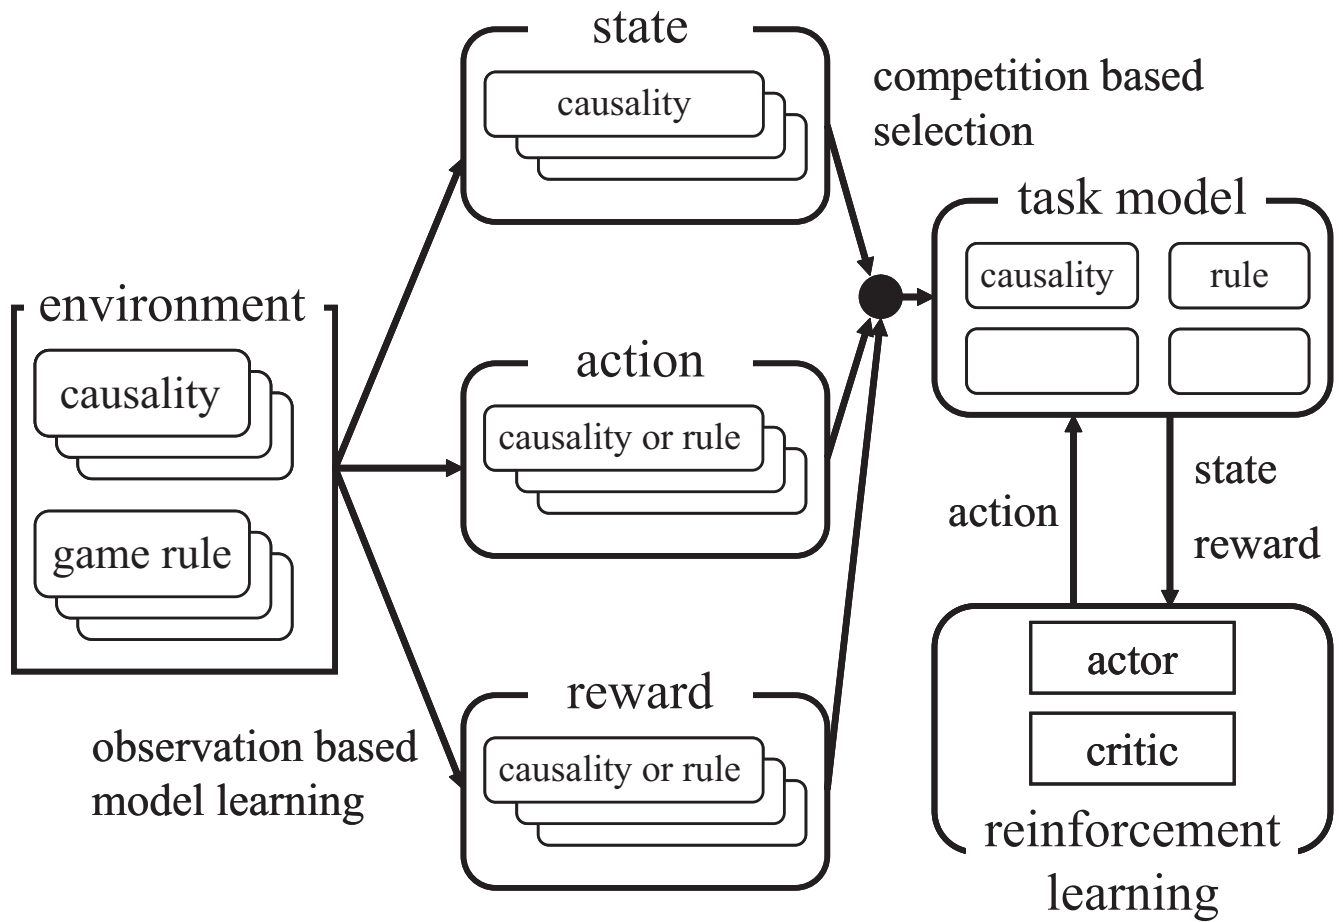 state
causality
competition based
selection
task model
causality
rule
environment
causality
game rule
action
causality or rule
state
action
reward
reward
causality or rule
observation based
model learning
actor
critic
reinforcement
learning